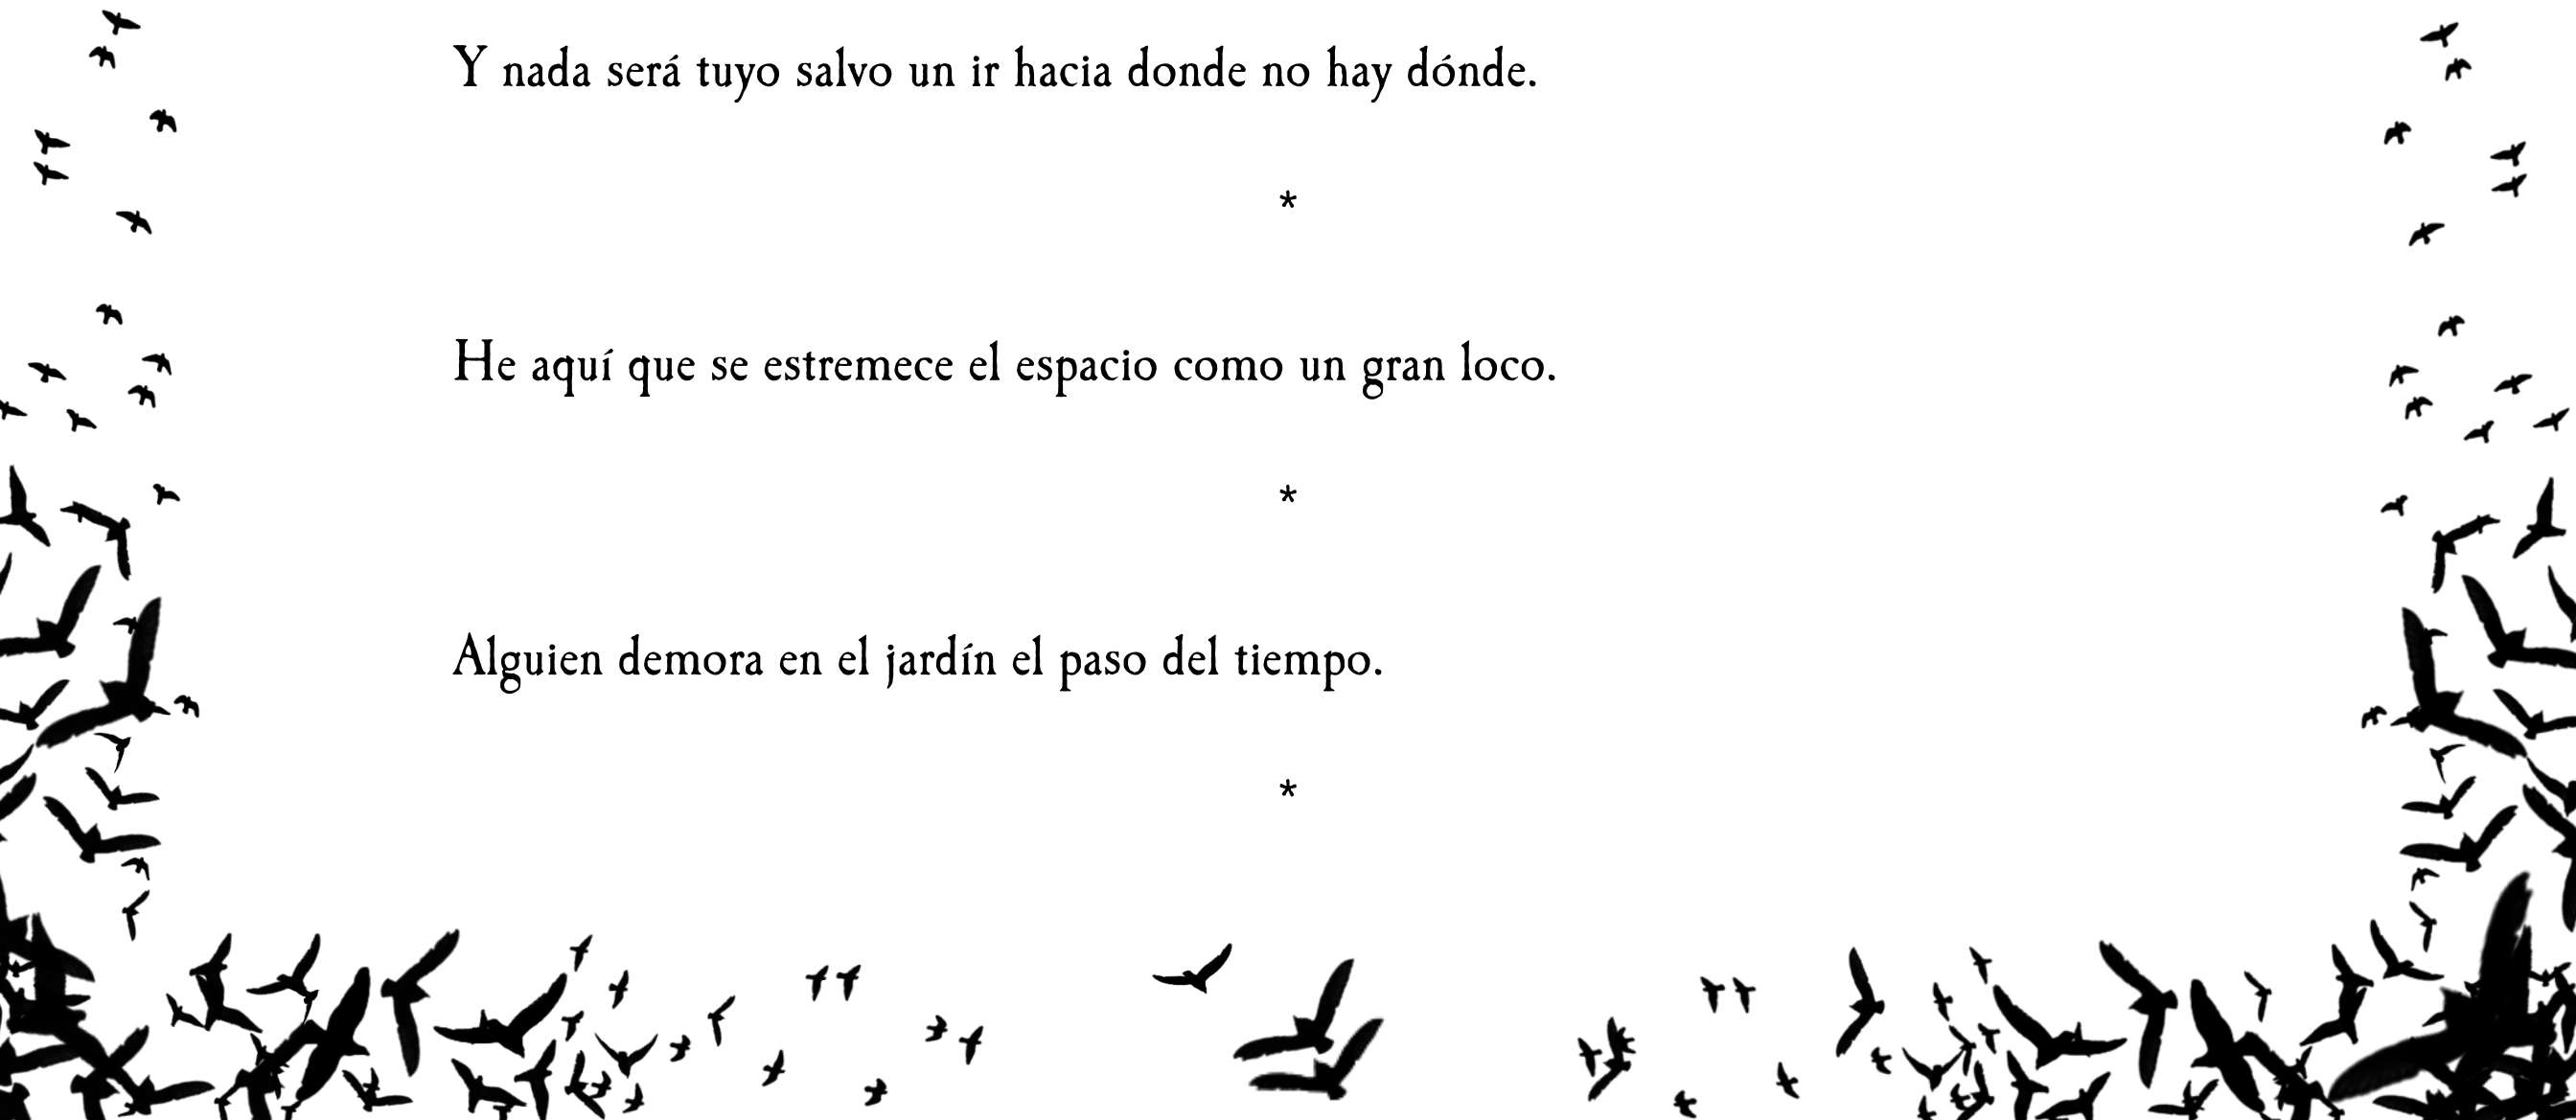 Y nada será tuyo salvo un ir hacia donde no hay dónde.
*
He aquí que se estremece el espacio como un gran loco.
*
Alguien demora en el jardín el paso del tiempo.
*